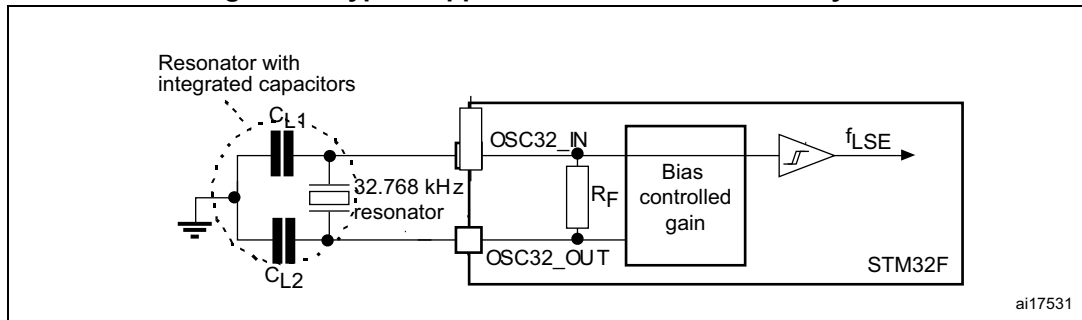 Resonator with
integrated capacitors
CL1
32.768 kHz
resonator
CL2
OSC32_IN
RF
OSC32_OUT
Bias
controlled
gain
fLSE
STM32F
ai17531